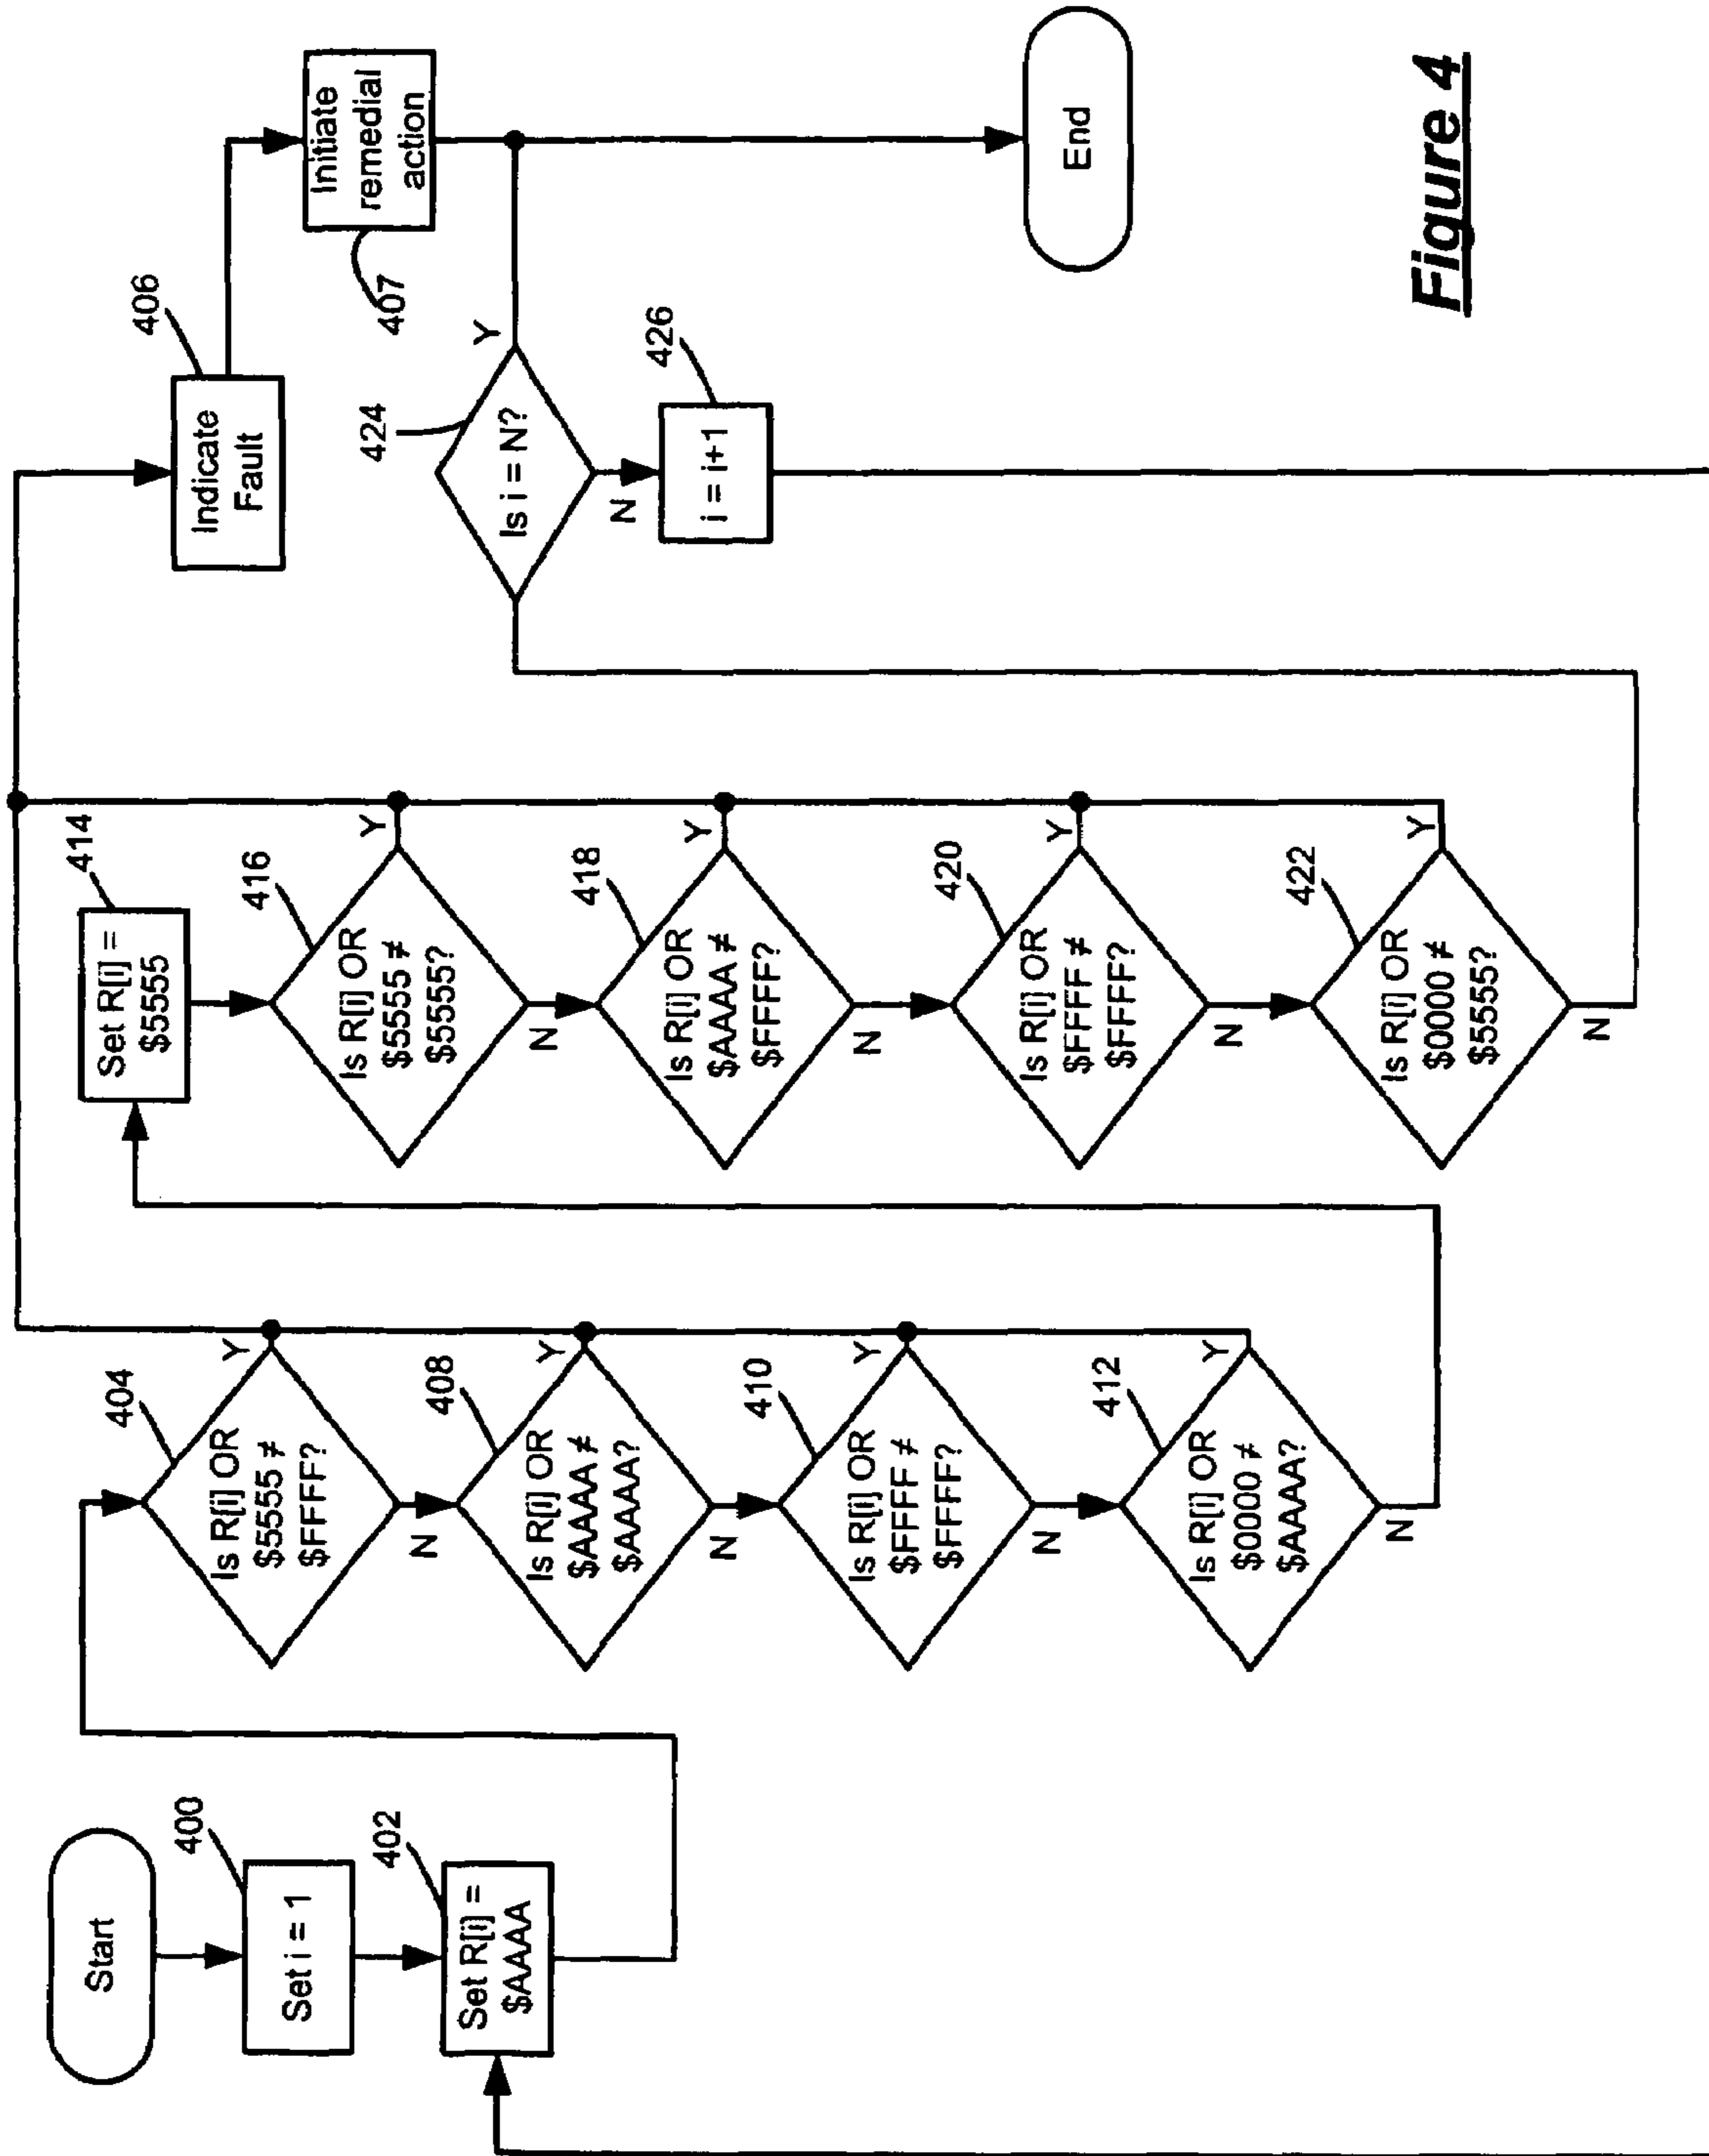 Start
400
Set i = 1
402
Set R[i] =
$AAAA
404
Is R[i] OR
$5555 ≠
$FFFF?
Y
N
408
Is R[i] OR
$AAAA ≠
$AAAA?
Y
N
410
Is R[i] OR
$FFFF ≠
$FFFF?
Y
N
412
Is R[i] OR
$0000 ≠
$AAAA?
Y
N
414
Set R[i] =
$5555
416
Is R[i] OR
$5555 ≠
$5555?
Y
N
418
Is R[i] OR
$AAAA ≠
$FFFF?
Y
N
420
Is R[i] OR
$FFFF ≠
$FFFF?
Y
N
422
Is R[i] OR
$0000 ≠
$5555?
Y
N
406
Indicate
Fault
407
Initiate
remedial
action
424
Is i = N?
Y
N
426
i = i+1
End
Figure 4